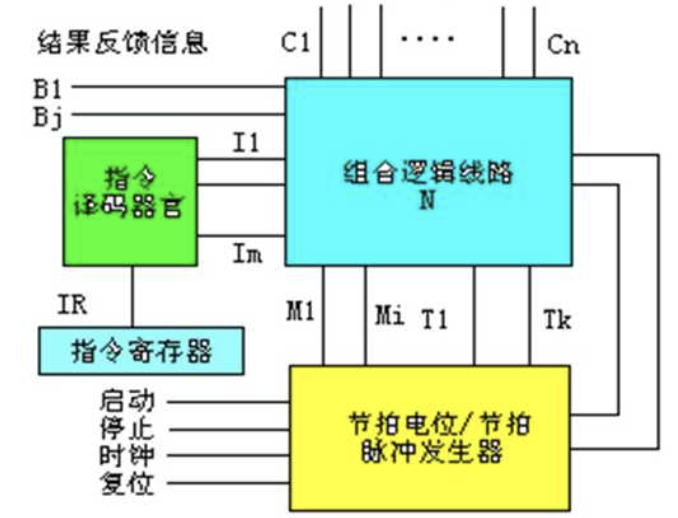 结果反馈信息
C1
····
Cn
B1
Bj
I1
指令
译码器言
组合逻辑线路
N
Im
IR
M1
Mi
T1
Tk
指令寄存器
启动
停止
时钟
复位
节拍电位/节拍
脉冲发生器